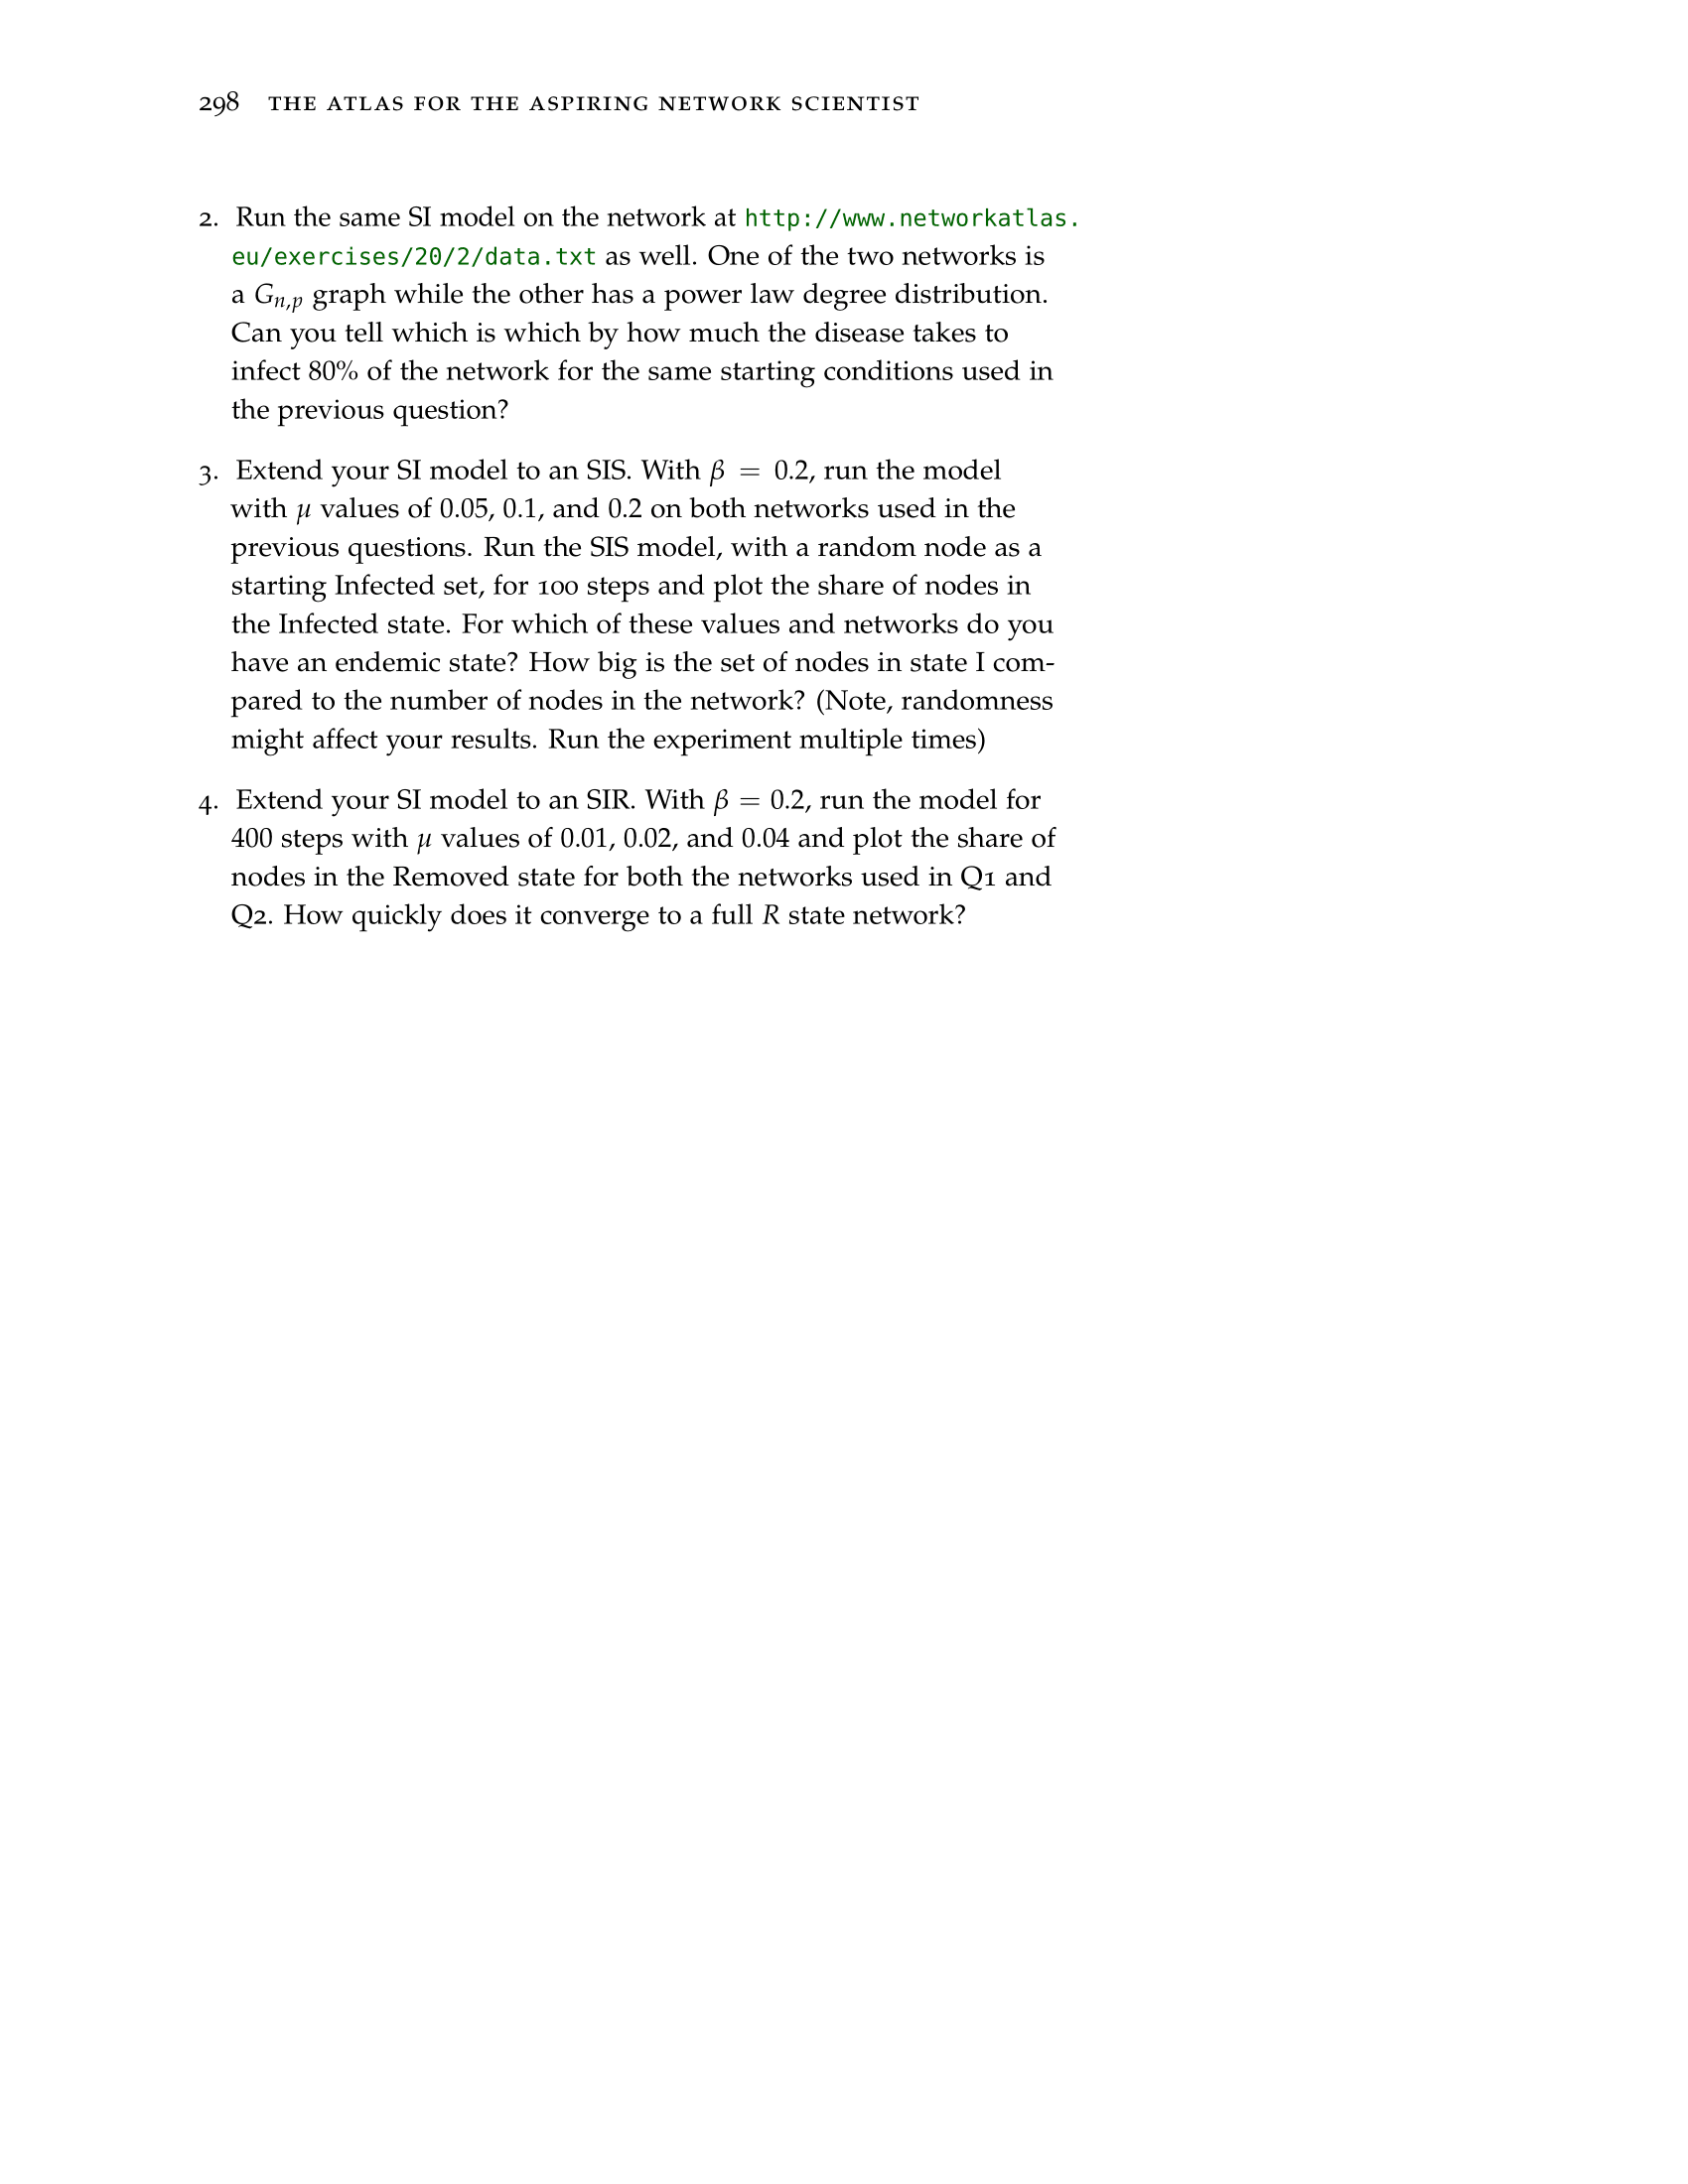 298 THE ATLAS FOR THE ASPIRING NETWORK SCIENTIST
2. Run the same SI model on the network at http://www.networkatlas.
eu/exercises/20/2/data.txt as well. One of the two networks is
a Gn,p graph while the other has a power law degree distribution.
Can you tell which is which by how much the disease takes to
infect 80% of the network for the same starting conditions used in
the previous question?
3. Extend your SI model to an SIS. With β = 0.2, run the model
with μ values of 0.05, 0.1, and 0.2 on both networks used in the
previous questions. Run the SIS model, with a random node as a
starting Infected set, for 100 steps and plot the share of nodes in
the Infected state. For which of these values and networks do you
have an endemic state? How big is the set of nodes in state I com-
pared to the number of nodes in the network? (Note, randomness
might affect your results. Run the experiment multiple times)
4. Extend your SI model to an SIR. With β = 0.2, run the model for
400 steps with μ values of 0.01, 0.02, and 0.04 and plot the share of
nodes in the Removed state for both the networks used in Q1 and
Q2. How quickly does it converge to a full R state network?